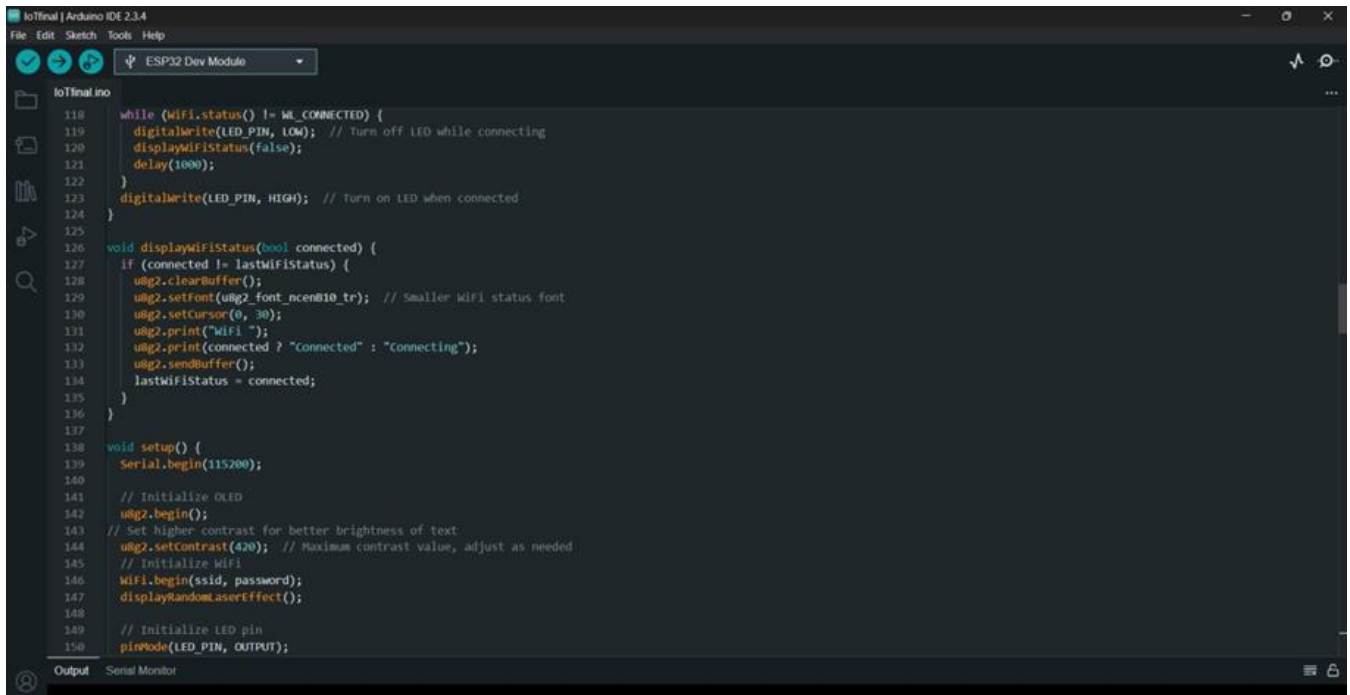 IoTfinal | Arduino IDE 2.3.4
File Edit Sketch Tools Help
ESP32 Dev Module
IoTfinal.ino
118 while (WiFi.status() != WL_CONNECTED) {
119 digitalWrite(LED_PIN, LOW); // Turn off LED while connecting
120 displayWiFiStatus(false);
121 delay(1000);
122 }
123 digitalWrite(LED_PIN, HIGH); // Turn on LED when connected
124 }
125
126 void displayWiFiStatus(bool connected) {
127 if (connected != lastWiFiStatus) {
128 u8g2.clearBuffer();
129 u8g2.setFont(u8g2_font_ncenB10_tr); // Smaller WiFi status font
130 u8g2.setCursor(0, 30);
131 u8g2.print("WiFi ");
132 u8g2.print(connected ? "Connected" : "Connecting");
133 u8g2.sendBuffer();
134 lastWiFiStatus = connected;
135 }
136 }
137
138 void setup() {
139 Serial.begin(115200);
140
141 // Initialize OLED
142 u8g2.begin();
143 // Set higher contrast for better brightness of text
144 u8g2.setContrast(420); // Maximum contrast value, adjust as needed
145 // Initialize WiFi
146 WiFi.begin(ssid, password);
147 displayRandomLaserEffect();
148
149 // Initialize LED pin
150 pinMode(LED_PIN, OUTPUT);
Output Serial Monitor